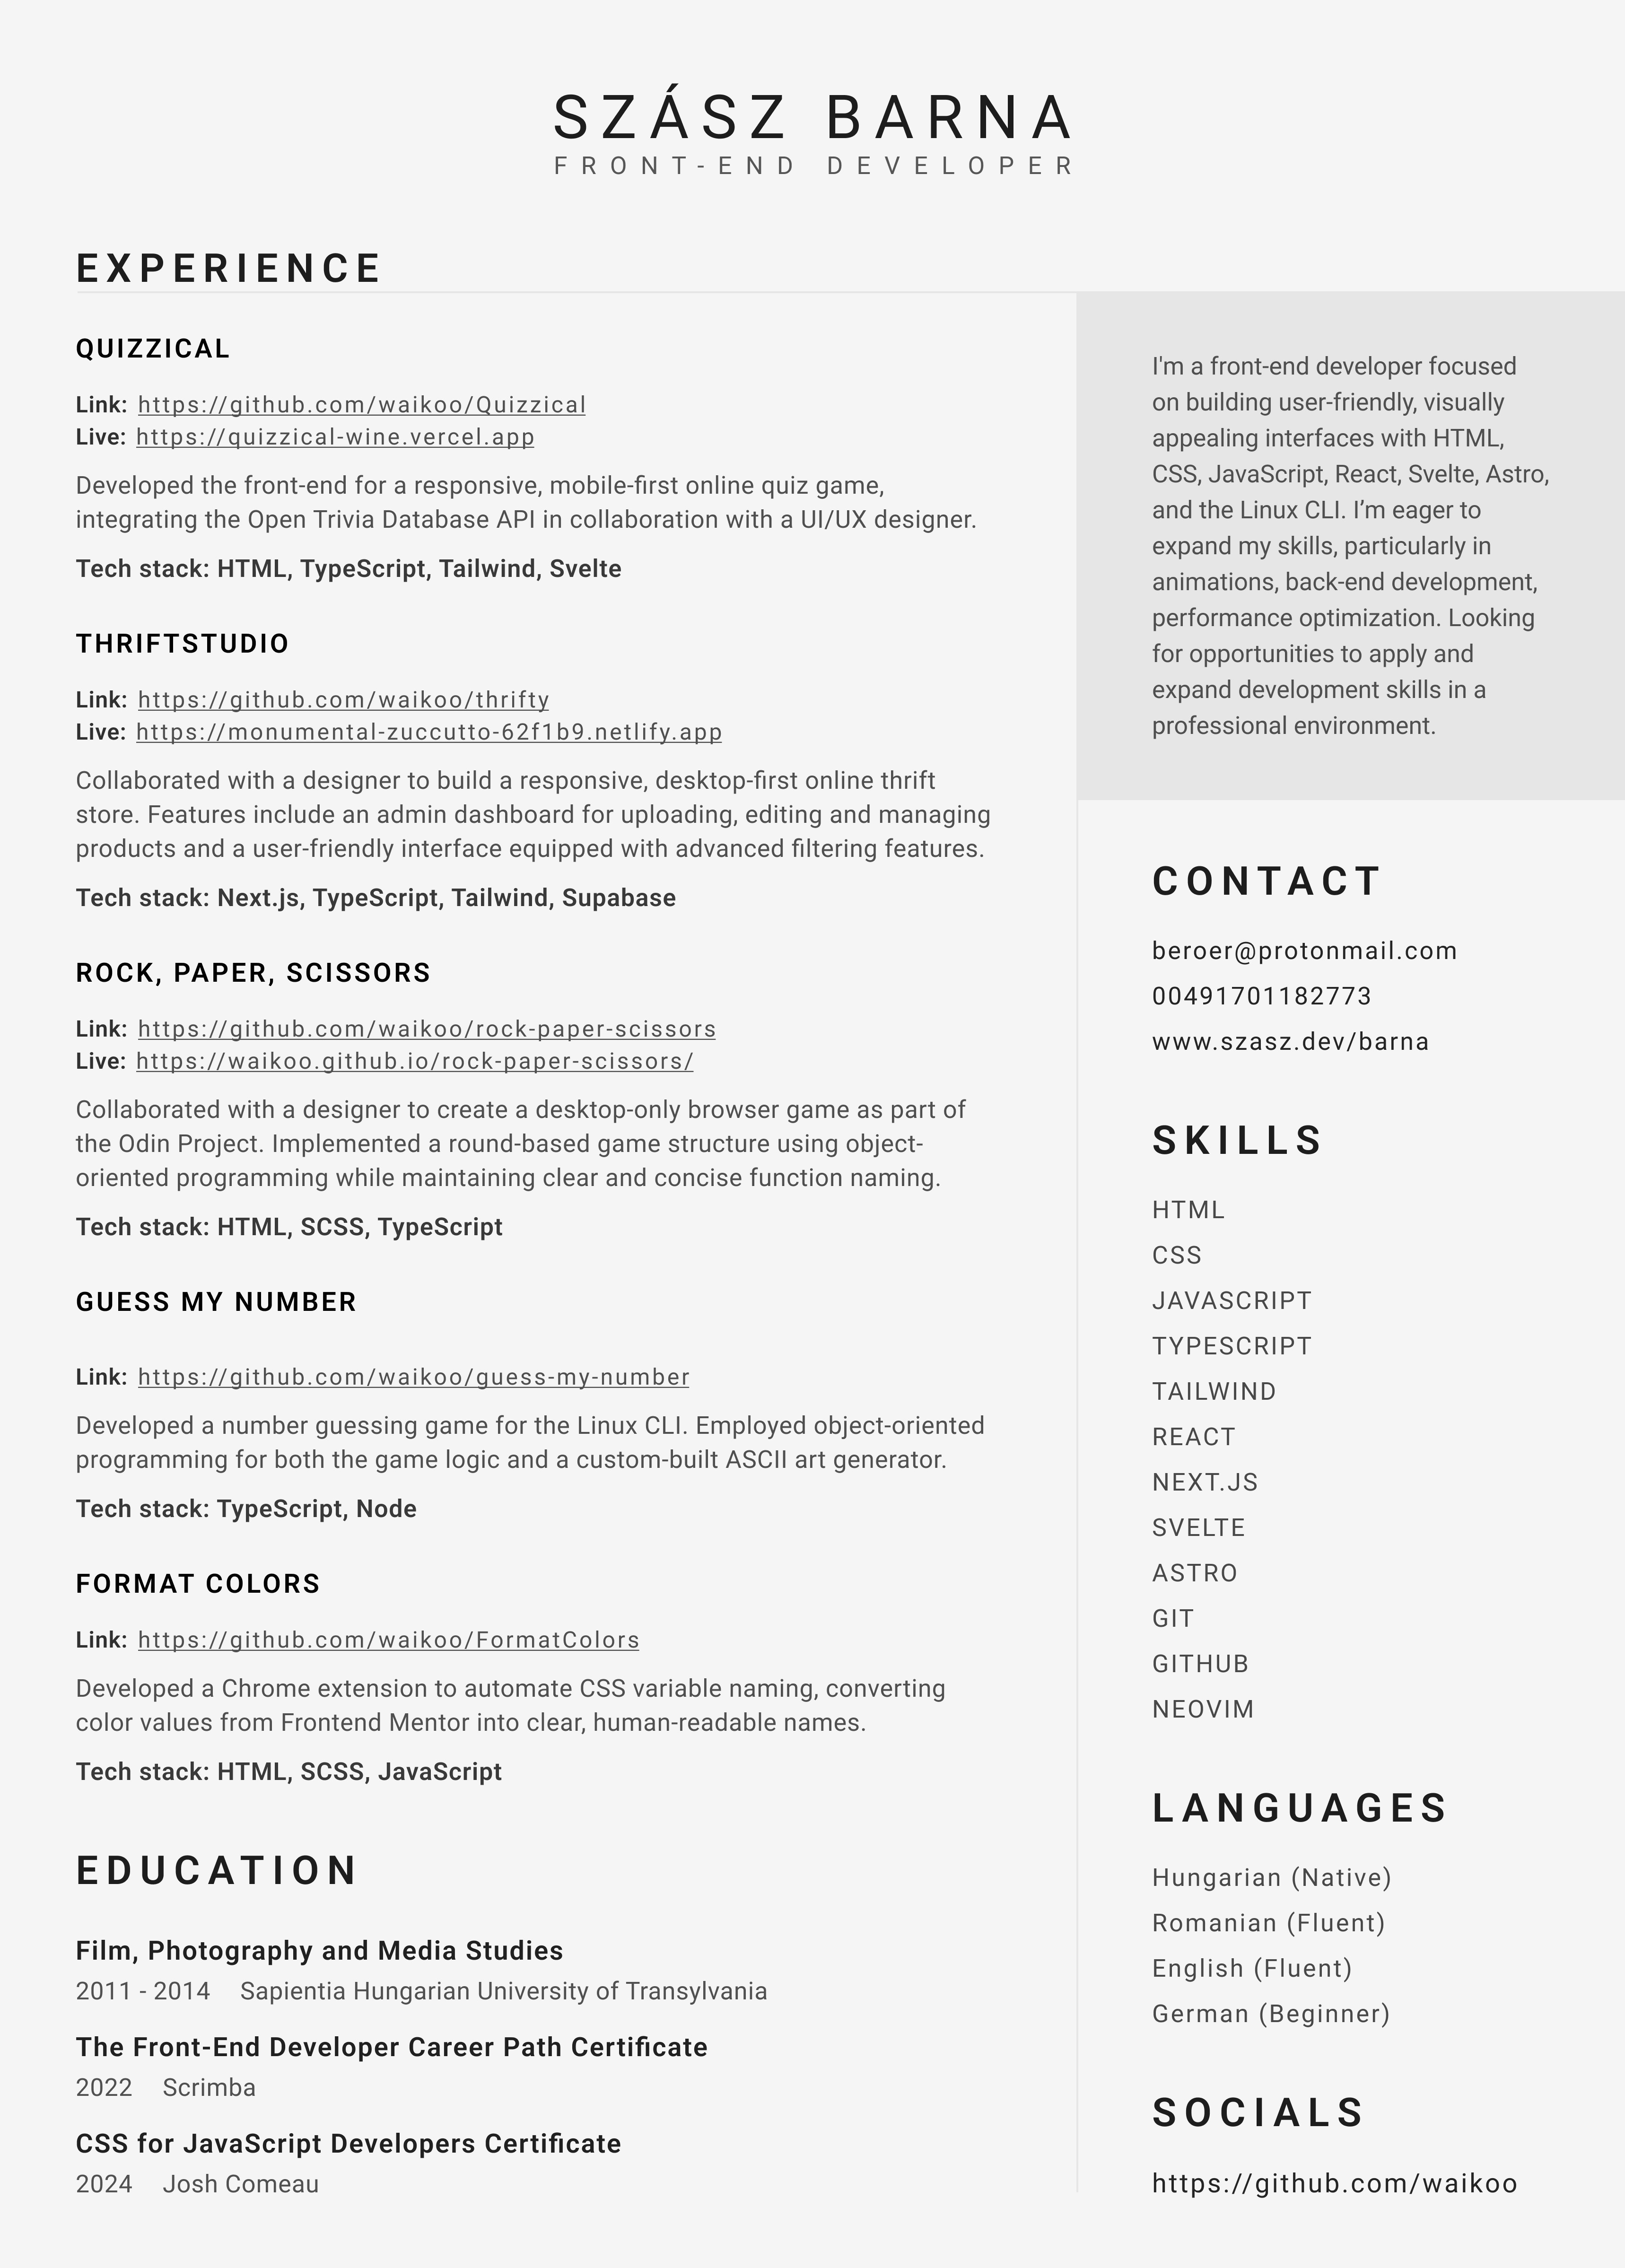 SZÁSZ BARNA
FRONT-END DEVELOPER
EXPERIENCE
QUIZZICAL
Link: https://github.com/waikoo/Quizzical
Live: https://quizzical-wine.vercel.app
Developed the front-end for a responsive, mobile-first online quiz game,
integrating the Open Trivia Database API in collaboration with a UI/UX designer.
Tech stack: HTML, TypeScript, Tailwind, Svelte
THRIFTSTUDIO
Link: https://github.com/waikoo/thrifty
Live: https://monumental-zuccutto-62f1b9.netlify.app
Collaborated with a designer to build a responsive, desktop-first online thrift
store. Features include an admin dashboard for uploading, editing and managing
products and a user-friendly interface equipped with advanced filtering features.
Tech stack: Next.js, TypeScript, Tailwind, Supabase
ROCK, PAPER, SCISSORS
Link: https://github.com/waikoo/rock-paper-scissors
Live: https://waikoo.github.io/rock-paper-scissors/
Collaborated with a designer to create a desktop-only browser game as part of
the Odin Project. Implemented a round-based game structure using object-
oriented programming while maintaining clear and concise function naming.
Tech stack: HTML, SCSS, TypeScript
GUESS MY NUMBER
Link: https://github.com/waikoo/guess-my-number
Developed a number guessing game for the Linux CLI. Employed object-oriented
programming for both the game logic and a custom-built ASCII art generator.
Tech stack: TypeScript, Node
FORMAT COLORS
Link: https://github.com/waikoo/FormatColors
Developed a Chrome extension to automate CSS variable naming, converting
color values from Frontend Mentor into clear, human-readable names.
Tech stack: HTML, SCSS, JavaScript
EDUCATION
Film, Photography and Media Studies
2011 - 2014 Sapientia Hungarian University of Transylvania
The Front-End Developer Career Path Certificate
2022 Scrimba
CSS for JavaScript Developers Certificate
2024 Josh Comeau
I'm a front-end developer focused
on building user-friendly, visually
appealing interfaces with HTML,
CSS, JavaScript, React, Svelte, Astro,
and the Linux CLI. I’m eager to
expand my skills, particularly in
animations, back-end development,
performance optimization. Looking
for opportunities to apply and
expand development skills in a
professional environment.
CONTACT
beroer@protonmail.com
00491701182773
www.szasz.dev/barna
SKILLS
HTML
CSS
JAVASCRIPT
TYPESCRIPT
TAILWIND
REACT
NEXT.JS
SVELTE
ASTRO
GIT
GITHUB
NEOVIM
LANGUAGES
Hungarian (Native)
Romanian (Fluent)
English (Fluent)
German (Beginner)
SOCIALS
https://github.com/waikoo